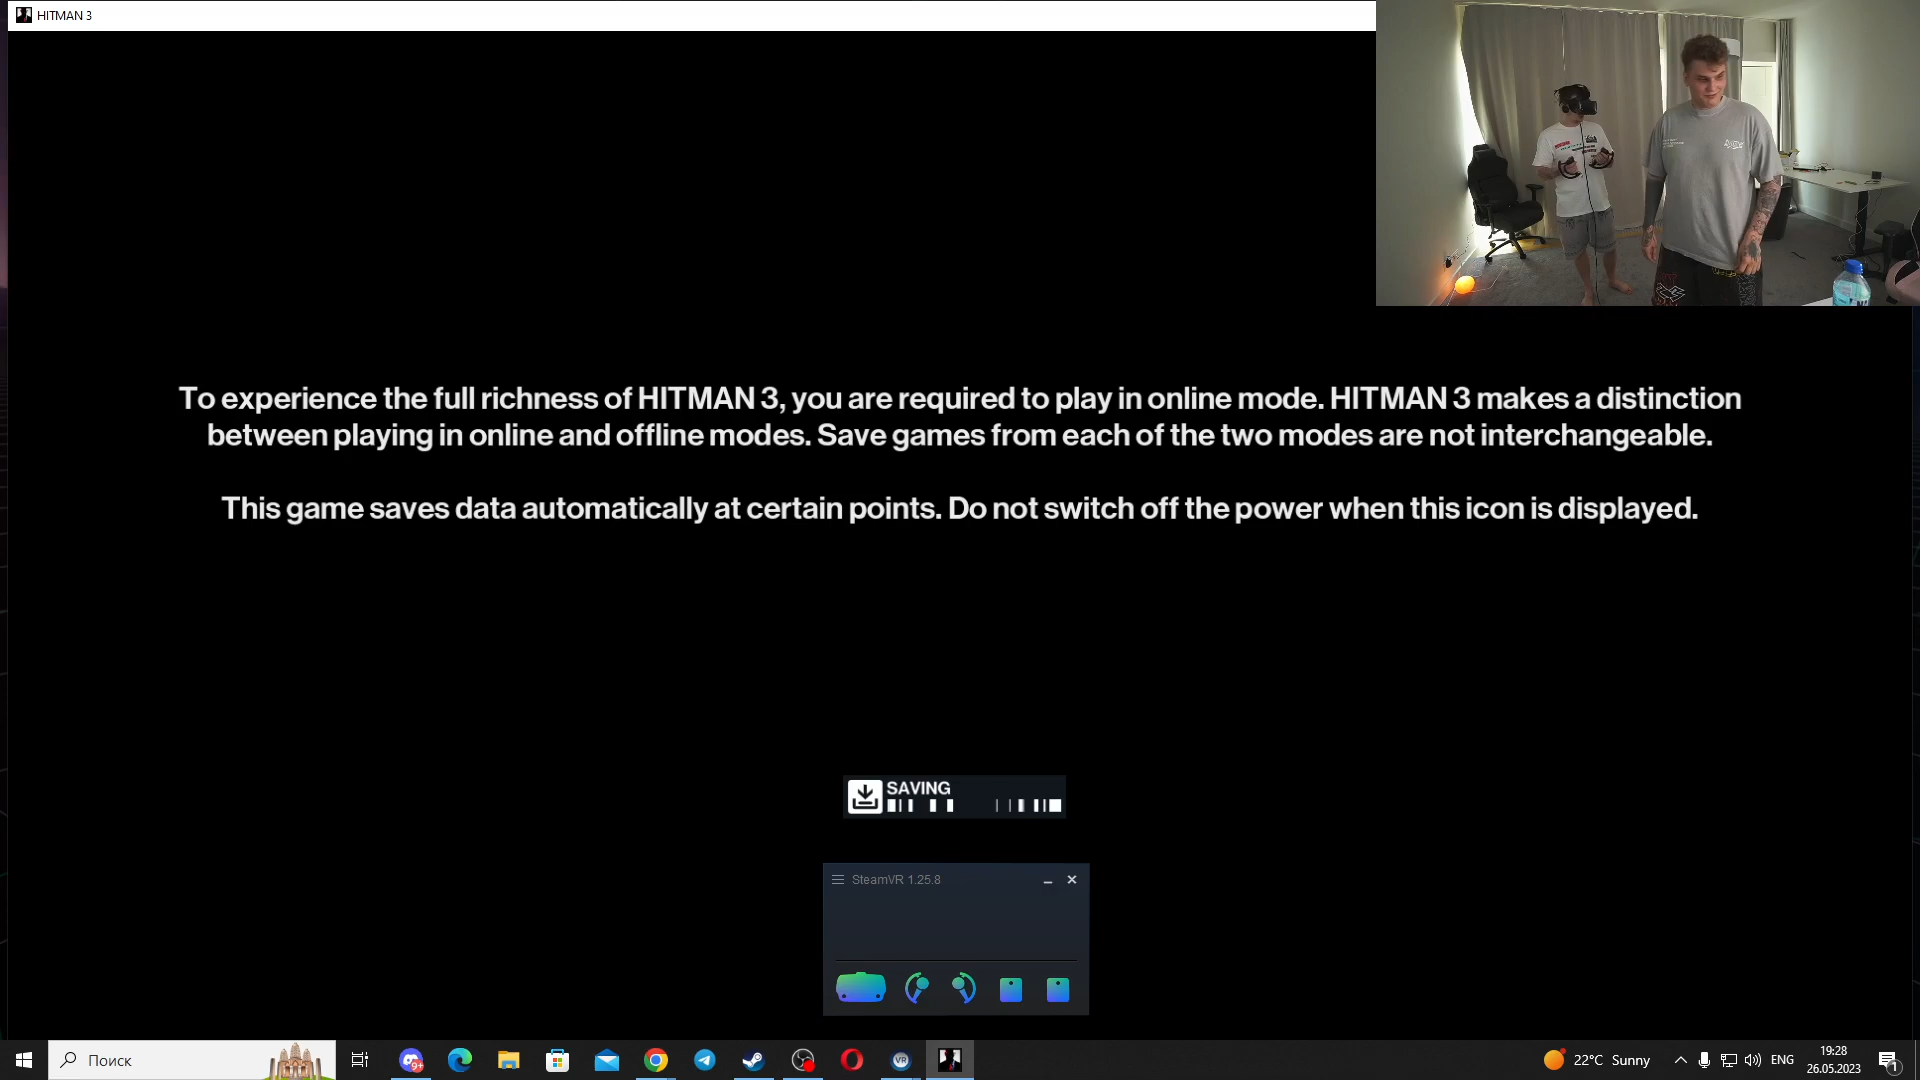 HITMAN 3
To experience the full richness of HITMAN 3, you are required to play in online mode. HITMAN 3 makes a distinction
between playing in online and offline modes. Save games from each of the two modes are not interchangeable.
This game saves data automatically at certain points. Do not switch off the power when this icon is displayed.
SAVING
SteamVR 1.25.8
Поиск
9+
VR
22°C Sunny
ENG
19:28
26.05.2023
1